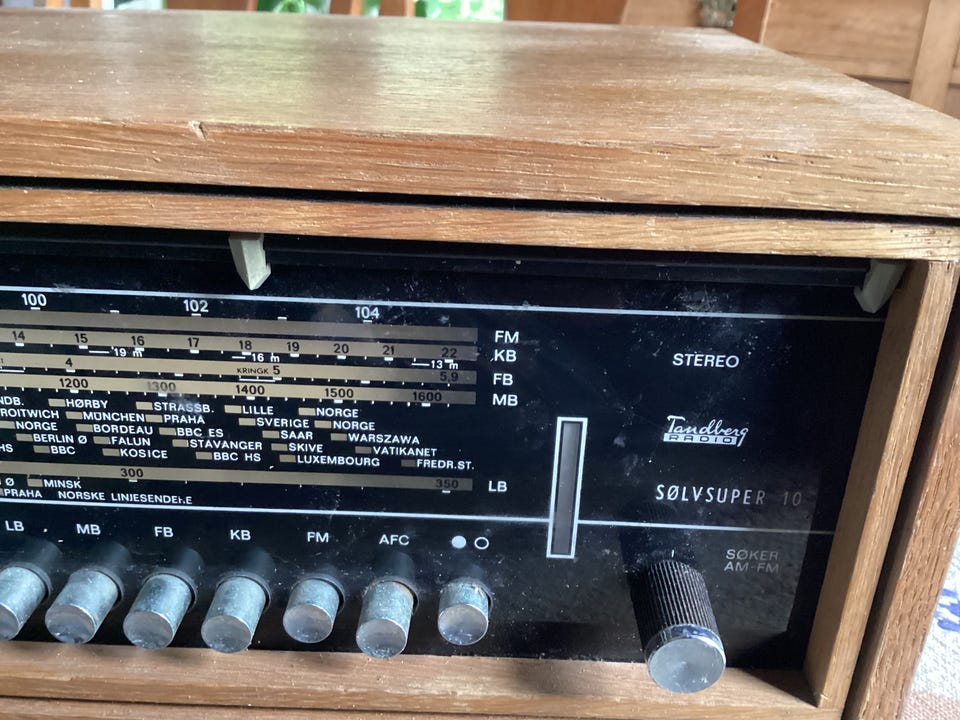 100 102 104
FM
14 15 16 17 18 19 20 21 22 KB
19 m 16 m 13 m
4 KRINGK 5 5,9 FB
1200 1300 1400 1500 1600 MB
NDB. HØRBY STRASSB. LILLE NORGE
ROITWICH MÜNCHEN PRAHA SVERIGE NORGE
NORGE BORDEAU BBC ES SAAR WARSZAWA
BERLIN Ø FALUN STAVANGER SKIVE VATIKANET
HS BBC KOSICE BBC HS LUXEMBOURG FREDR.ST.
300 350 LB
Ø MINSK
PRAHA NORSKE LINJESENDERE
LB MB FB KB FM AFC
STEREO
Tandberg
RADIO
SØLVSUPER 10
SØKER
AM-FM